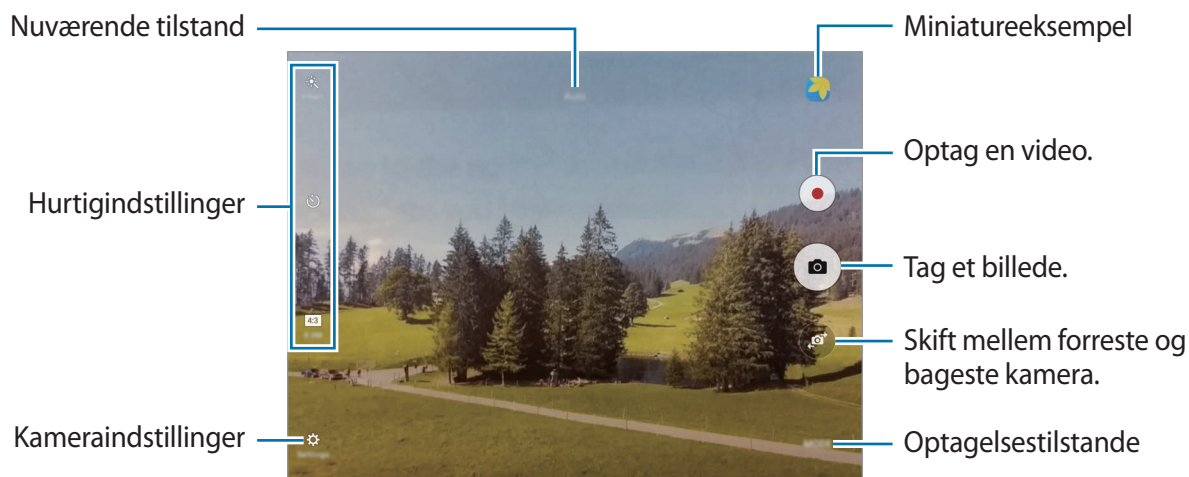 Nuværende tilstand
Miniatureeksempel
Optag en video.
Hurtigindstillinger
Tag et billede.
4:3
Skift mellem forreste og
bageste kamera.
Kameraindstillinger
Settings
Optagelsestilstande